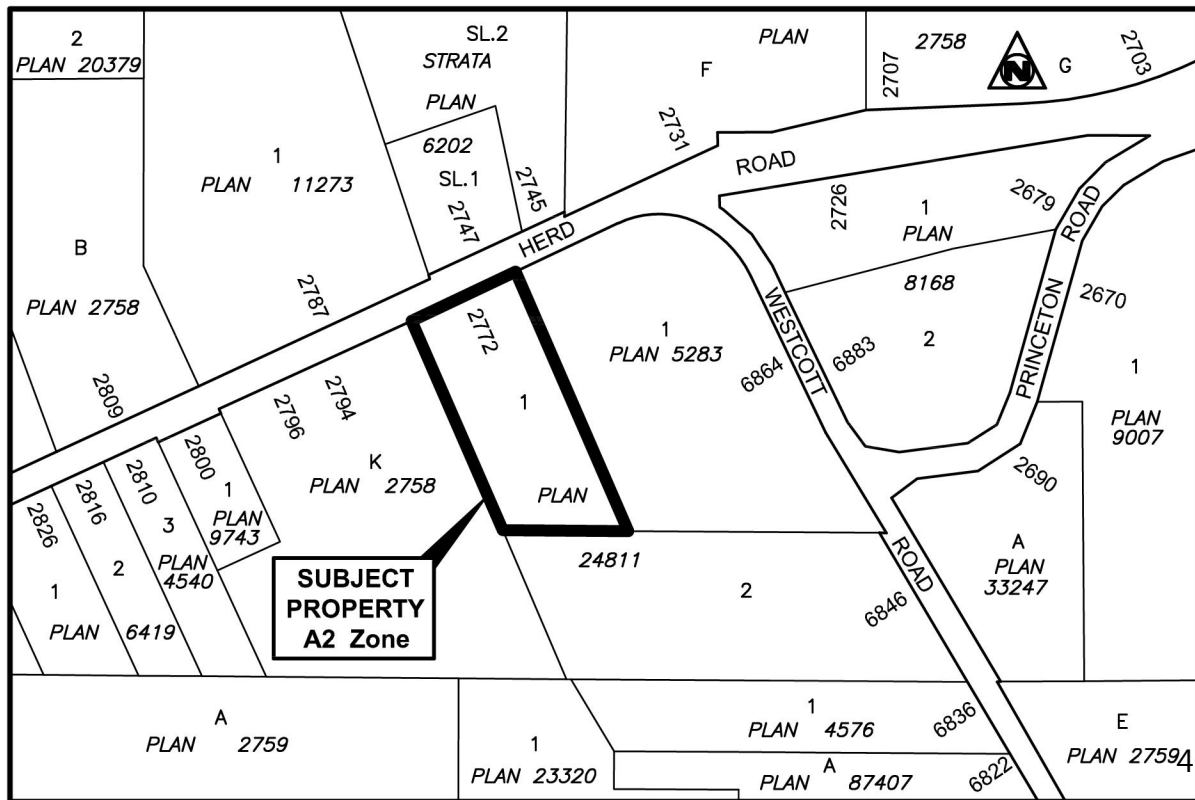 2
PLAN 20379
SL.2
STRATA
PLAN
6202
SL.1
2747
2745
PLAN
F
2731
2758
2707
N
G
2703
1
PLAN 11273
2787
B
PLAN 2758
2809
HERD
ROAD
2726
1
PLAN
8168
2
2679
PRINCETON
ROAD
2670
1
PLAN
9007
WESTCOTT
ROAD
6864
6883
1
PLAN 5283
2772
1
PLAN
24811
2
2794
2796
K
PLAN 2758
2800
1
PLAN
9743
2810
3
PLAN
4540
2816
2
2826
1
PLAN 6419
SUBJECT
PROPERTY
A2 Zone
2690
A
PLAN
33247
6846
A
PLAN 2759
1
PLAN 23320
1
PLAN 4576
6836
A
PLAN 87407
6822
E
PLAN 2759
4